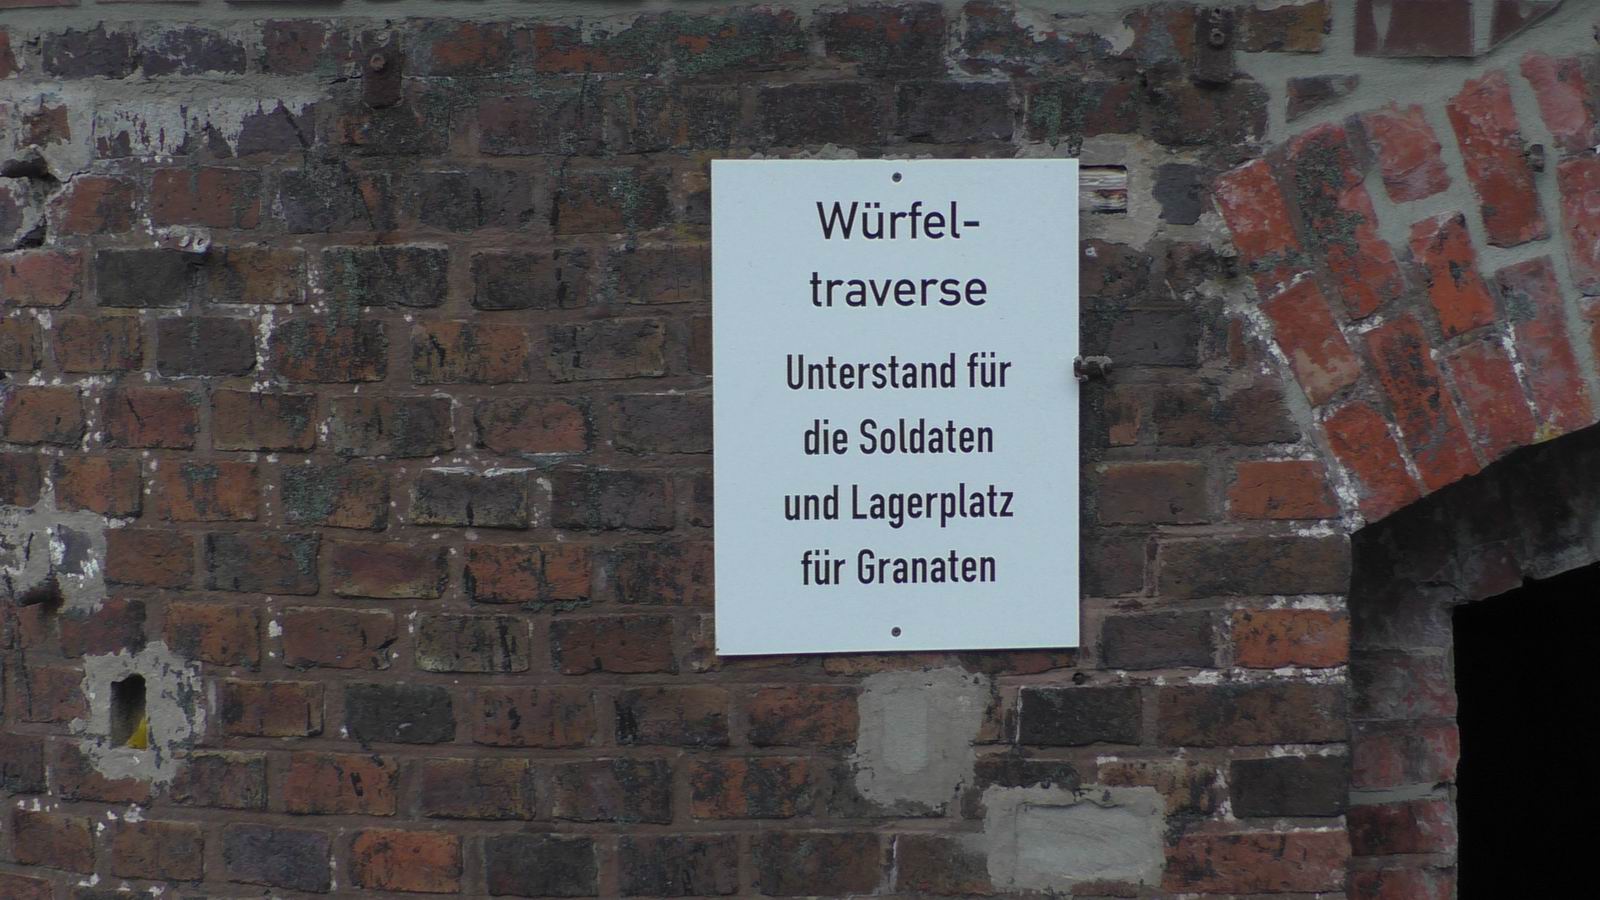 Würfel-
traverse
Unterstand für
die Soldaten
und Lagerplatz
für Granaten